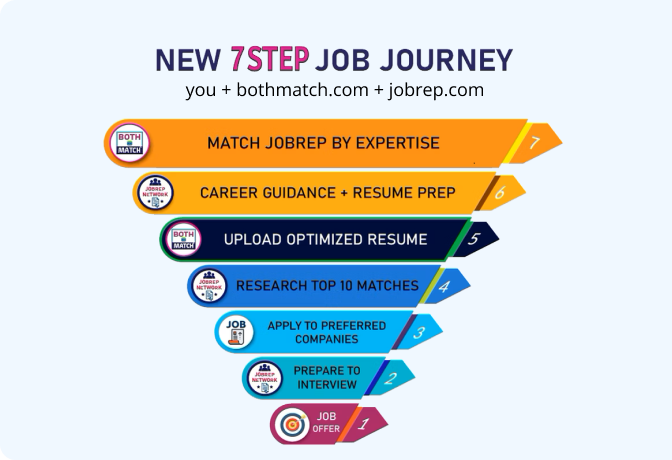 NEW 7STEP JOB JOURNEY
you + bothmatch.com + jobrep.com
BOTH
MATCH
MATCH JOBREP BY EXPERTISE
7
JOBREP
NETWORK
CAREER GUIDANCE + RESUME PREP
6
BOTH
MATCH
UPLOAD OPTIMIZED RESUME
5
JOBREP
NETWORK
RESEARCH TOP 10 MATCHES
4
JOB
APPLY TO PREFERRED
COMPANIES
3
JOBREP
NETWORK
PREPARE TO
INTERVIEW
2
JOB
OFFER
1